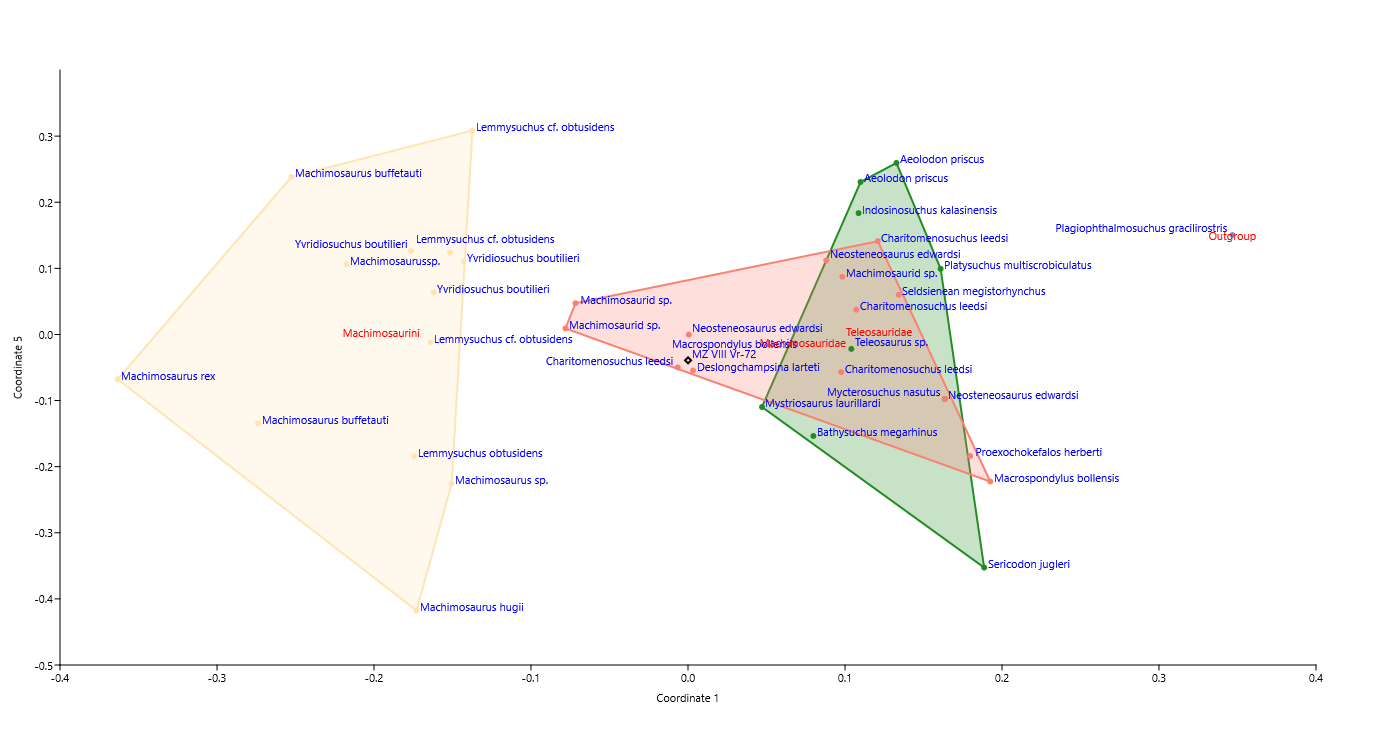 Lemmysuchus cf. obtusidens
Machimosaurus buffetauti
Aeolodon priscus
Aeolodon priscus
Indosinosuchus kalasinensis
Plagiophthalmosuchus gracilirostris
Outgroup
Charitomenosuchus leedsi
Lemmysuchus cf. obtusidens
Yvridiosuchus boutilieri
Neosteneosaurus edwardsi
Yvridiosuchus boutilieri
Machimosaurussp.
Platysuchus multiscrobiculatus
Machimosaurid sp.
Yvridiosuchus boutilieri
Seldsienean megistorhynchus
Machimosaurid sp.
Charitomenosuchus leedsi
Machimosaurid sp.
Neosteneosaurus edwardsi
Machimosaurini
Teleosauridae
Lemmysuchus cf. obtusidens
Macrospondylus bollensis
Machimosauridae
Teleosaurus sp.
MZ VIII Vr-72
Charitomenosuchus leedsi
Deslongchampsina larteti
Charitomenosuchus leedsi
Machimosaurus rex
Mycterosuchus nasutus
Neosteneosaurus edwardsi
Mystriosaurus laurillardi
Machimosaurus buffetauti
Bathysuchus megarhinus
Lemmysuchus obtusidens
Proexochokefalos herberti
Machimosaurus sp.
Macrospondylus bollensis
Sericodon jugleri
Machimosaurus hugii
Coordinate 5
0.3
0.2
0.1
0.0
-0.1
-0.2
-0.3
-0.4
-0.5
-0.4 -0.3 -0.2 -0.1 0.0 0.1 0.2 0.3 0.4
Coordinate 1